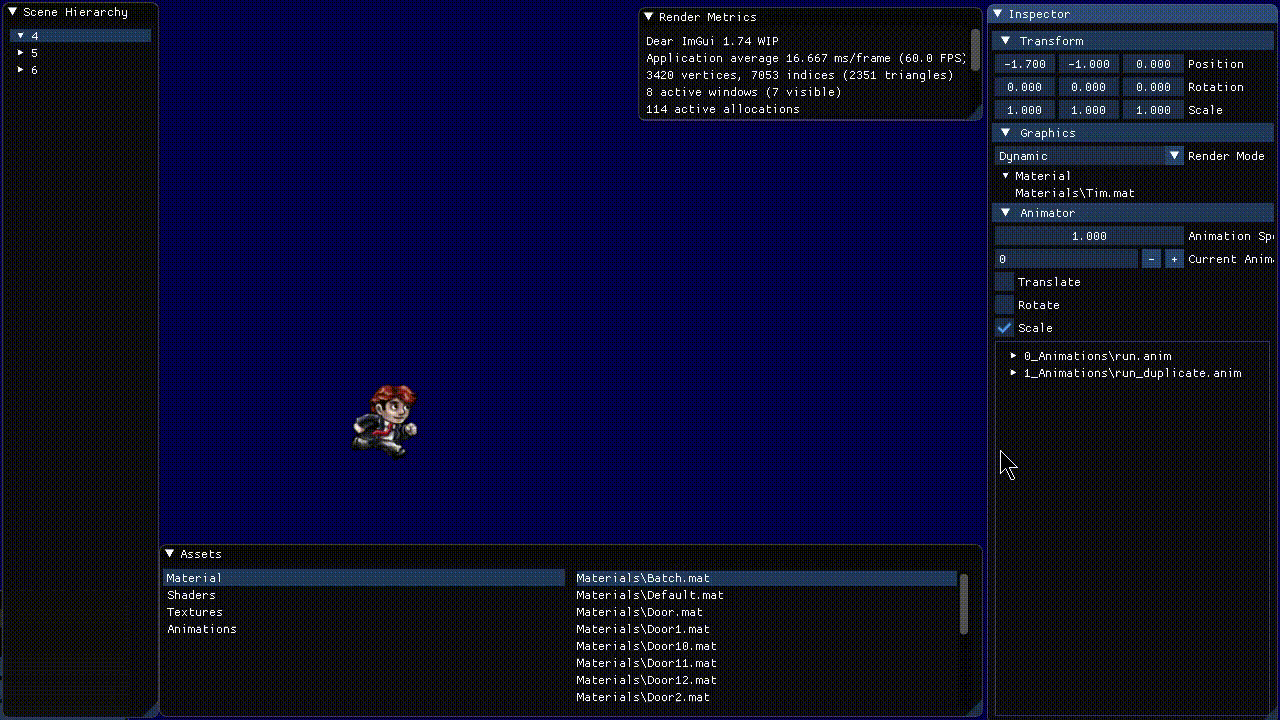 Scene Hierarchy
4
5
6
Render Metrics
Dear ImGui 1.74 WIP
Application average 16.667 ms/frame (60.0 FPS)
3420 vertices, 7053 indices (2351 triangles)
8 active windows (7 visible)
114 active allocations
Assets
Material
Shaders
Textures
Animations
Materials\Batch.mat
Materials\Default.mat
Materials\Door.mat
Materials\Door1.mat
Materials\Door10.mat
Materials\Door11.mat
Materials\Door12.mat
Materials\Door2.mat
Inspector
Transform
-1.700 -1.000 0.000 Position
0.000 0.000 0.000 Rotation
1.000 1.000 1.000 Scale
Graphics
Dynamic Render Mode
Material
Materials\Tim.mat
Animator
1.000 Animation Sp
0 - + Current Anim
Translate
Rotate
Scale
0_Animations\run.anim
1_Animations\run_duplicate.anim